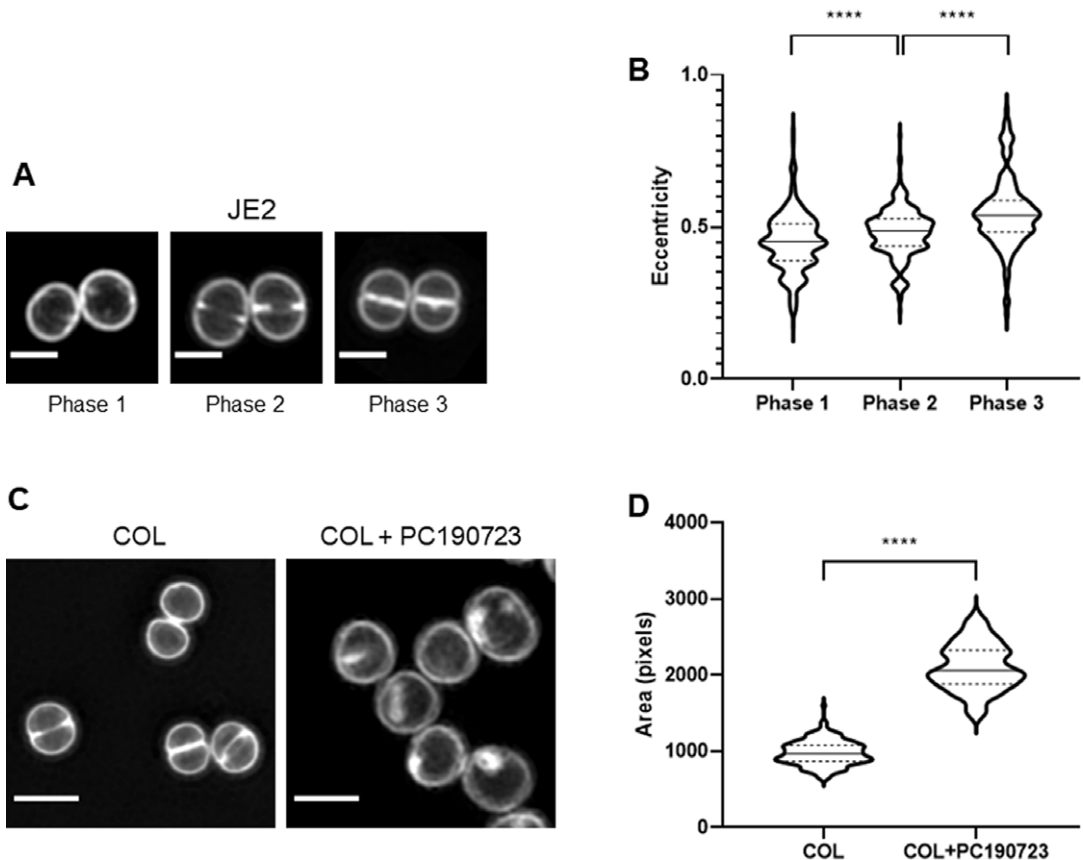 A
JE2
Phase 1
Phase 2
Phase 3
B
****
****
Eccentricity
1.0
0.5
0.0
Phase 1
Phase 2
Phase 3
C
COL
COL + PC190723
D
****
Area (pixels)
4000
3000
2000
1000
0
COL
COL+PC190723